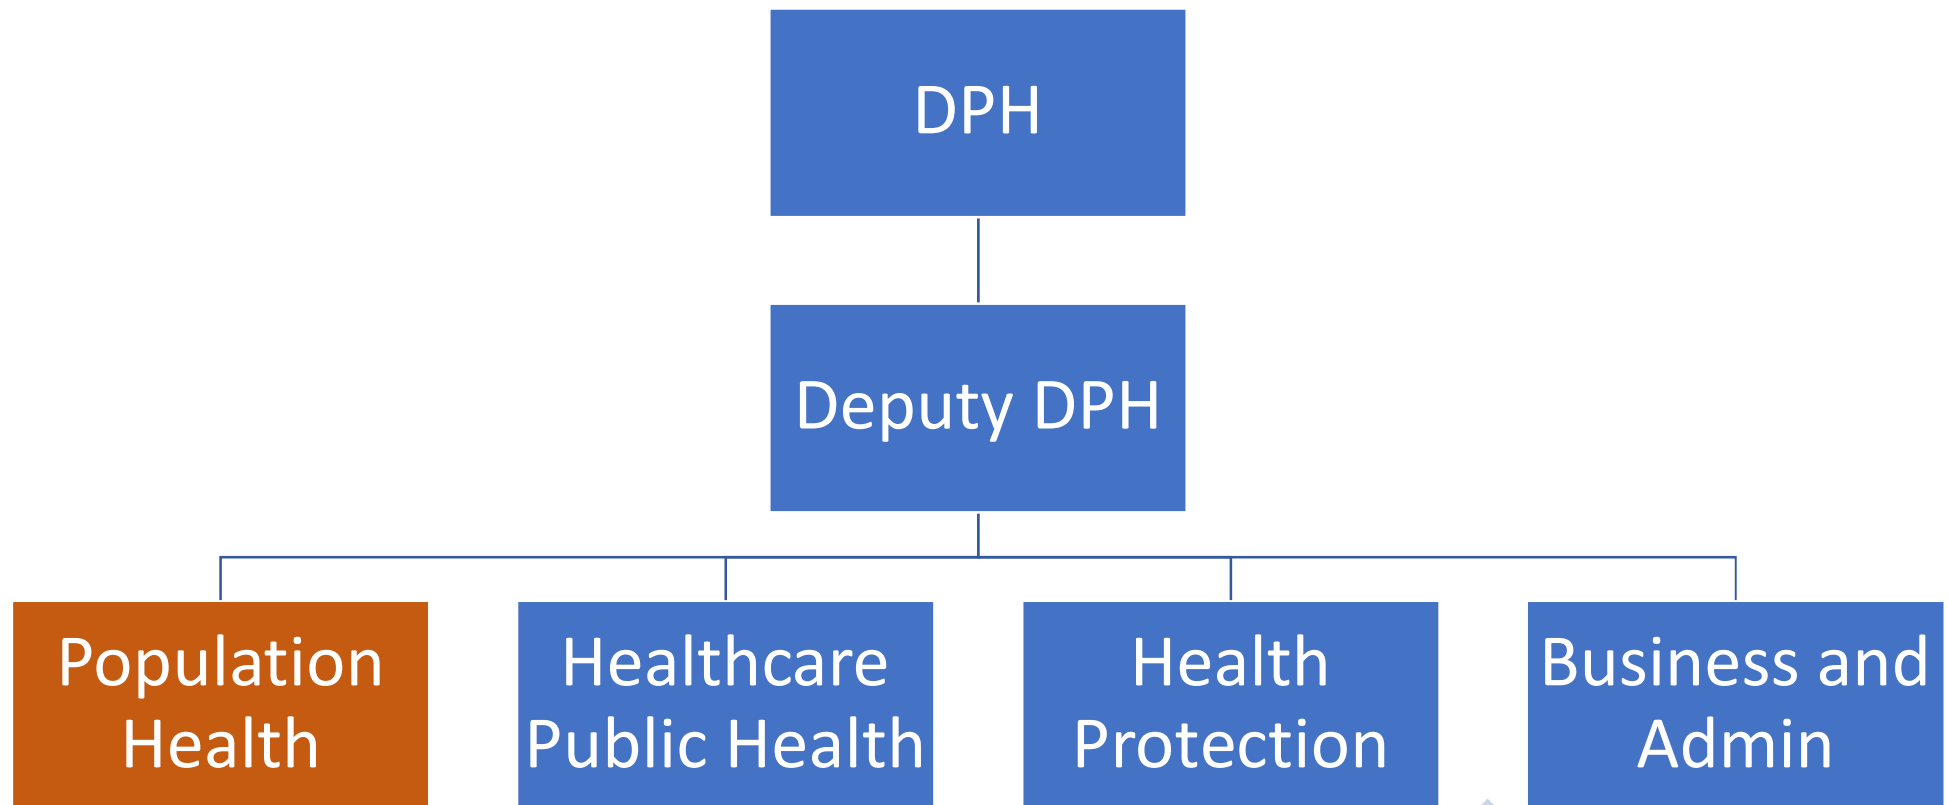 DPH
Deputy DPH
Population
Health
Healthcare
Public Health
Health
Protection
Business and
Admin